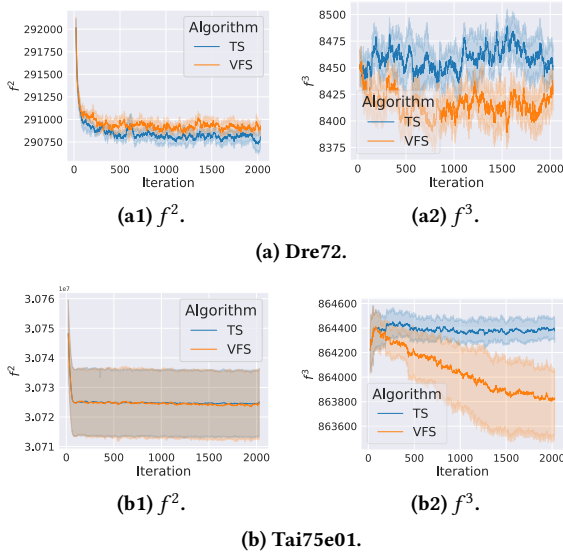 Algorithm
TS
VFS
292000
291750
291500
291250
291000
290750
f²
0 500 1000 1500 2000
Iteration
(a1) f².
8500
8475
8450
8425
8400
8375
f³
Algorithm
TS
VFS
0 500 1000 1500 2000
Iteration
(a2) f³.
(a) Dre72.
1e7
3.076
3.075
3.074
3.073
3.072
3.071
f²
Algorithm
TS
VFS
0 500 1000 1500 2000
Iteration
(b1) f².
864600
864400
864200
864000
863800
863600
f³
Algorithm
TS
VFS
0 500 1000 1500 2000
Iteration
(b2) f³.
(b) Tai75e01.